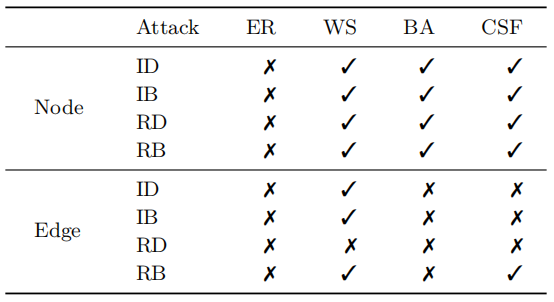 Attack ER WS BA CSF
ID ✗ ✓ ✓ ✓
IB ✗ ✓ ✓ ✓
Node
RD ✗ ✓ ✓ ✓
RB ✗ ✓ ✓ ✓
ID ✗ ✓ ✗ ✗
IB ✗ ✓ ✗ ✗
Edge
RD ✗ ✗ ✗ ✗
RB ✗ ✓ ✗ ✓